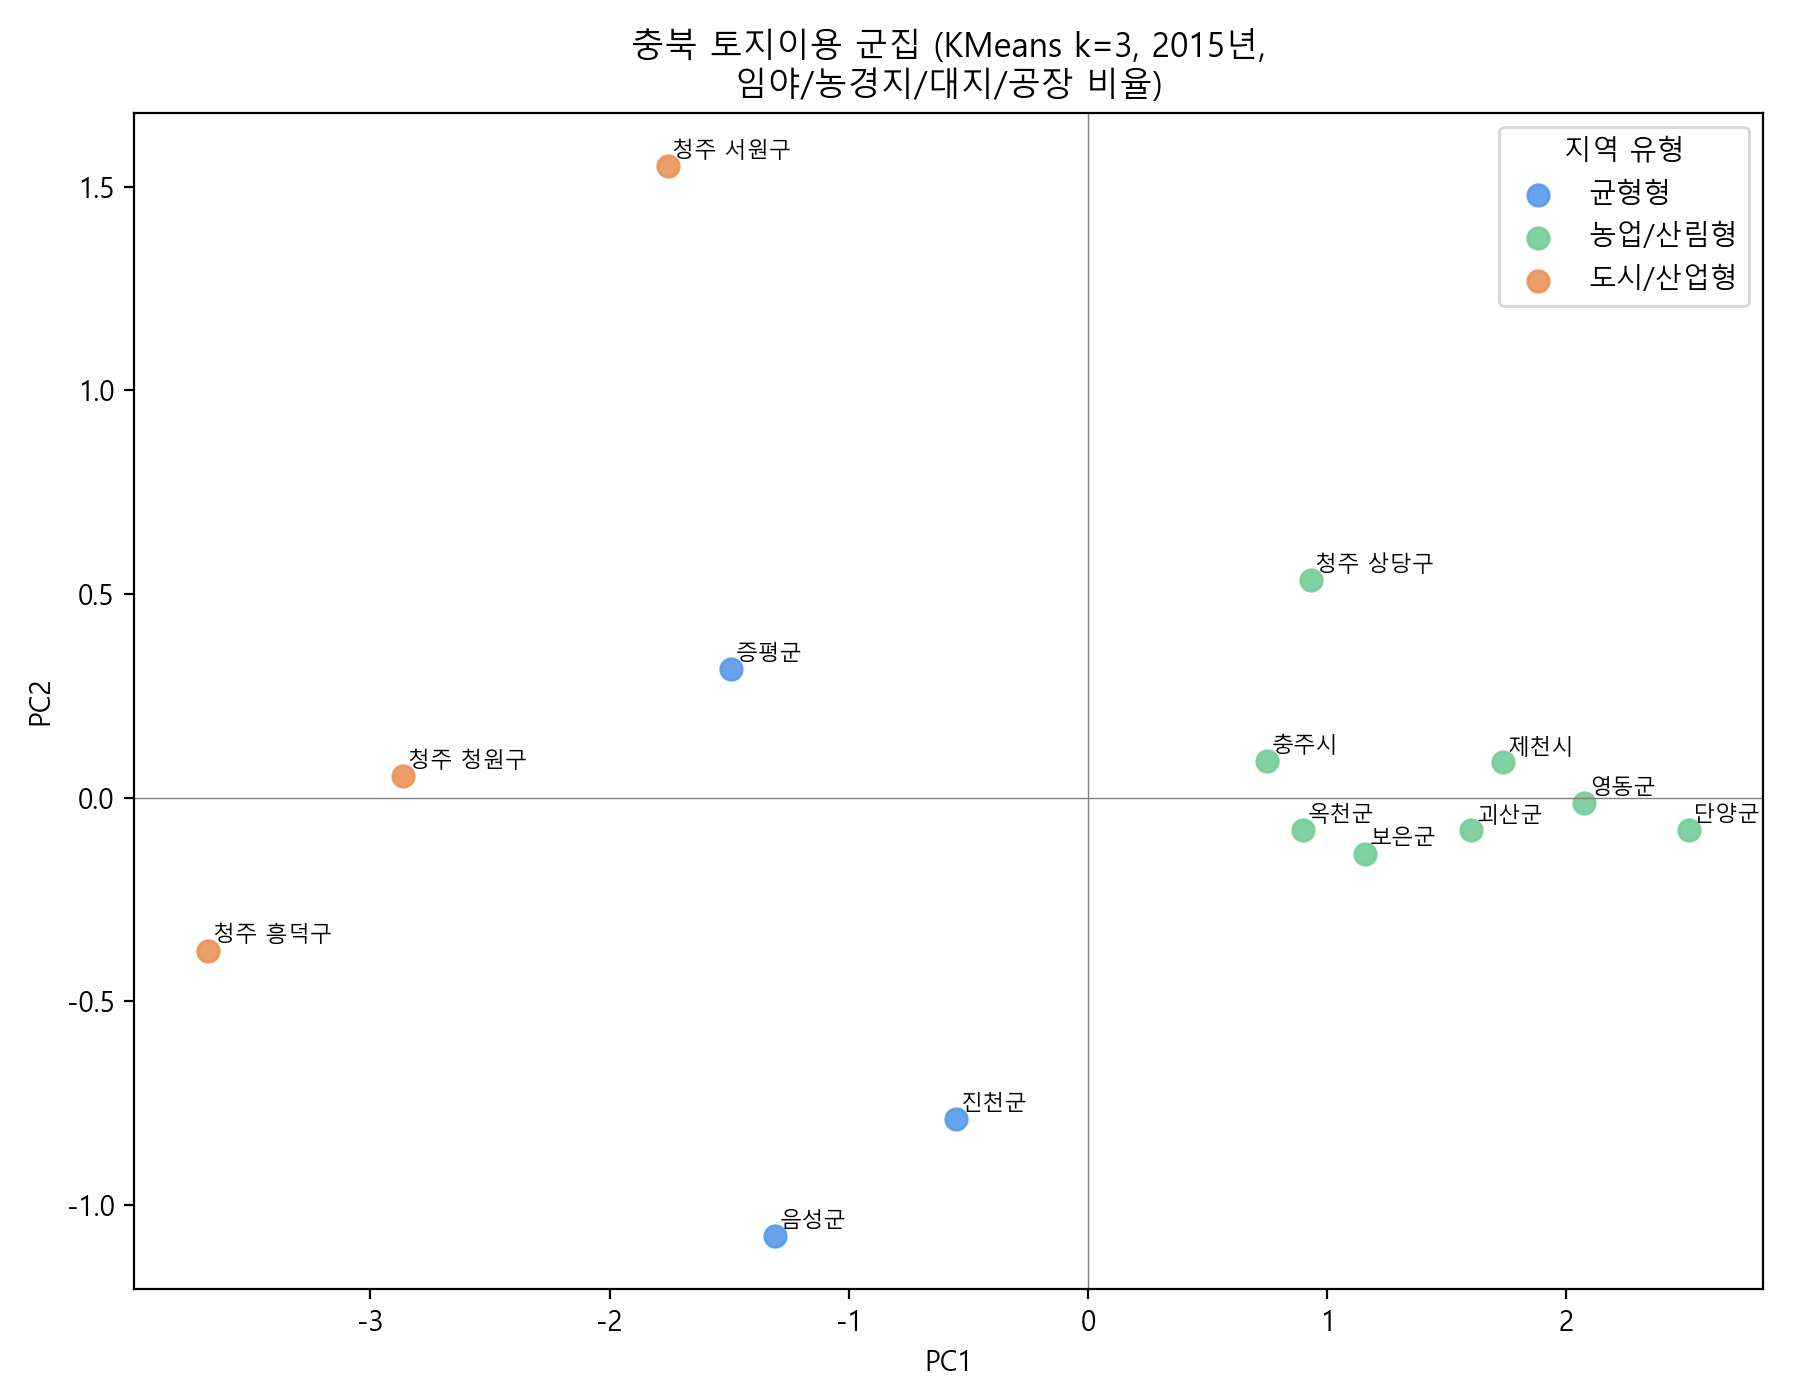 충북 토지이용 군집 (KMeans k=3, 2015년,
임야/농경지/대지/공장 비율)
지역 유형
균형형
농업/산림형
도시/산업형
청주 서원구
청주 상당구
증평군
충주시
제천시
청주 청원구
영동군
옥천군
괴산군
단양군
보은군
청주 흥덕구
진천군
음성군
PC2
1.5
1.0
0.5
0.0
-0.5
-1.0
-3
-2
-1
0
1
2
PC1